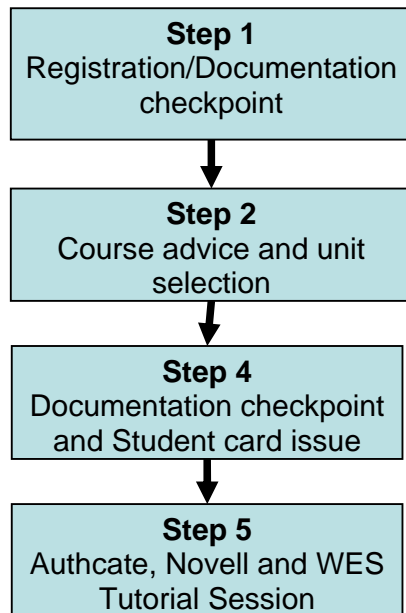 Step 1
Registration/Documentation
checkpoint
Step 2
Course advice and unit
selection
Step 4
Documentation checkpoint
and Student card issue
Step 5
Authcate, Novell and WES
Tutorial Session